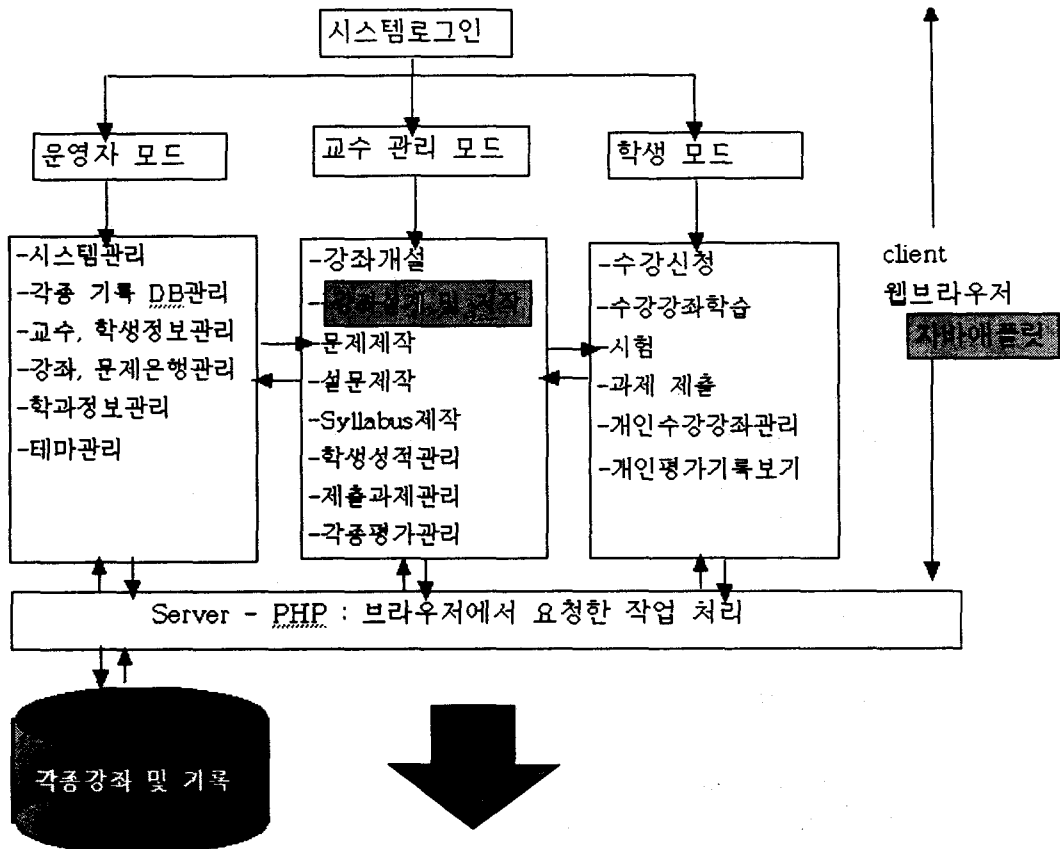 시스템로그인
운영자 모드
교수 관리 모드
학생 모드
-시스템관리
-각종 기록 DB관리
-교수, 학생정보관리
-강좌, 문제은행관리
-학과정보관리
-테마관리
-강좌개설
문제제작
-설문제작
-Syllabus제작
-학생성적관리
-제출과제관리
-각종평가관리
-수강신청
-수강강좌학습
-시험
-과제 제출
-개인수강강좌관리
-개인평가기록보기
client
웹브라우저
자바애플릿
Server - PHP : 브라우저에서 요청한 작업 처리
각종강좌 및 기록